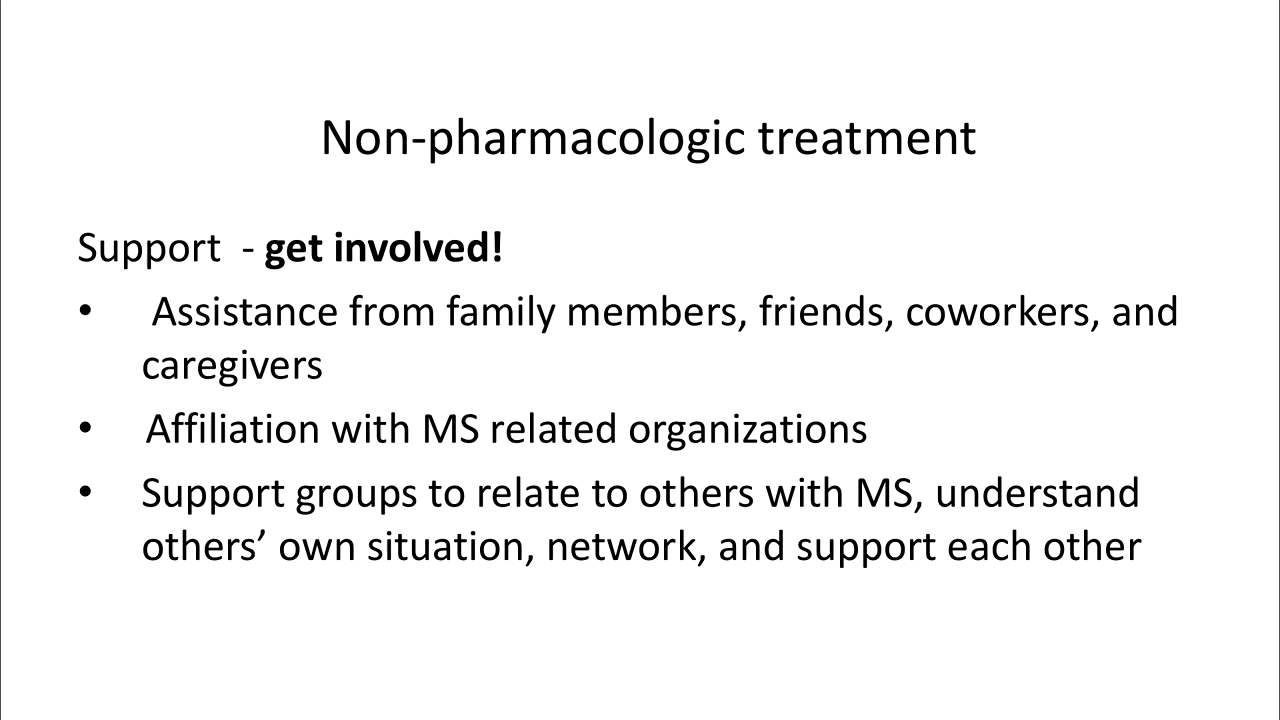 Non-pharmacologic treatment
Support  - get involved!
•     Assistance from family members, friends, coworkers, and
caregivers
•     Affiliation with MS related organizations
•    Support groups to relate to others with MS, understand
others’ own situation, network, and support each other